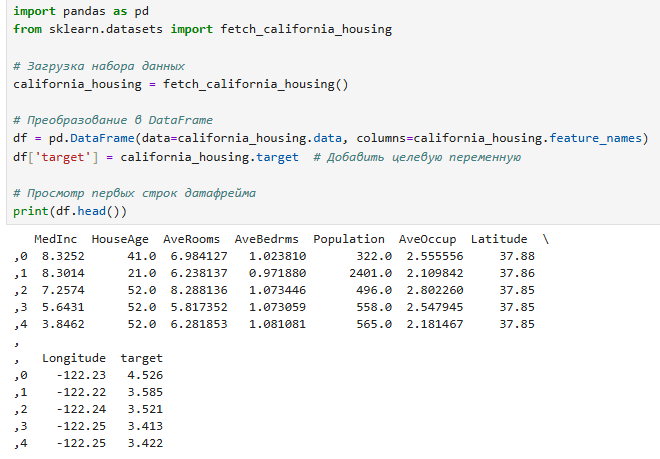 import pandas as pd
from sklearn.datasets import fetch_california_housing
# Загрузка набора данных
california_housing = fetch_california_housing()
# Преобразование в DataFrame
df = pd.DataFrame(data=california_housing.data, columns=california_housing.feature_names)
df['target'] = california_housing.target  # Добавить целевую переменную
# Просмотр первых строк датафрейма
print(df.head())
   MedInc  HouseAge  AveRooms  AveBedrms  Population  AveOccup  Latitude  \
,0  8.3252      41.0  6.984127   1.023810       322.0  2.555556     37.88
,1  8.3014      21.0  6.238137   0.971880      2401.0  2.109842     37.86
,2  7.2574      52.0  8.288136   1.073446       496.0  2.802260     37.85
,3  5.6431      52.0  5.817352   1.073059       558.0  2.547945     37.85
,4  3.8462      52.0  6.281853   1.081081       565.0  2.181467     37.85
,
,   Longitude  target
,0    -122.23   4.526
,1    -122.22   3.585
,2    -122.24   3.521
,3    -122.25   3.413
,4    -122.25   3.422